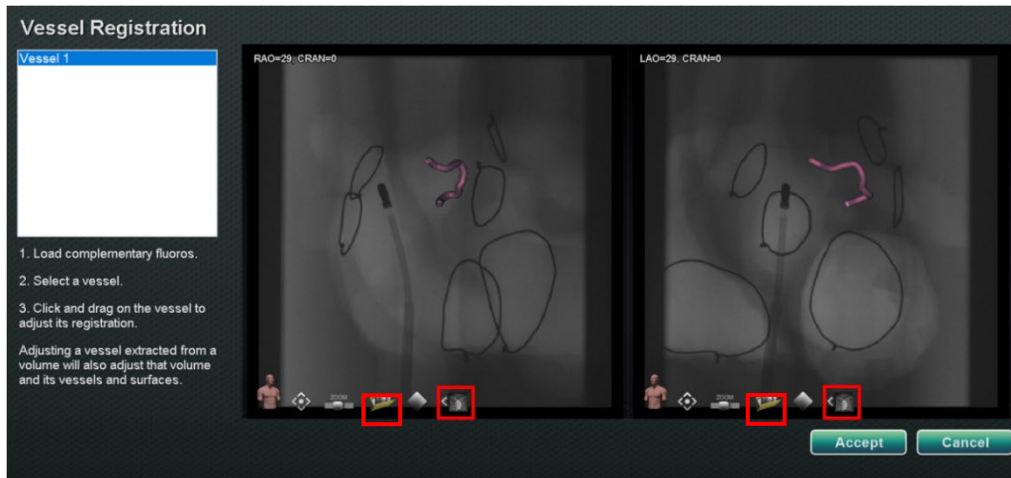 Vessel Registration
Vessel 1
1. Load complementary fluoros.
2. Select a vessel.
3. Click and drag on the vessel to
adjust its registration.
Adjusting a vessel extracted from a
volume will also adjust that volume
and its vessels and surfaces.
RAO=29, CRAN=0
ZOOM
LAO=29, CRAN=0
ZOOM
Accept
Cancel